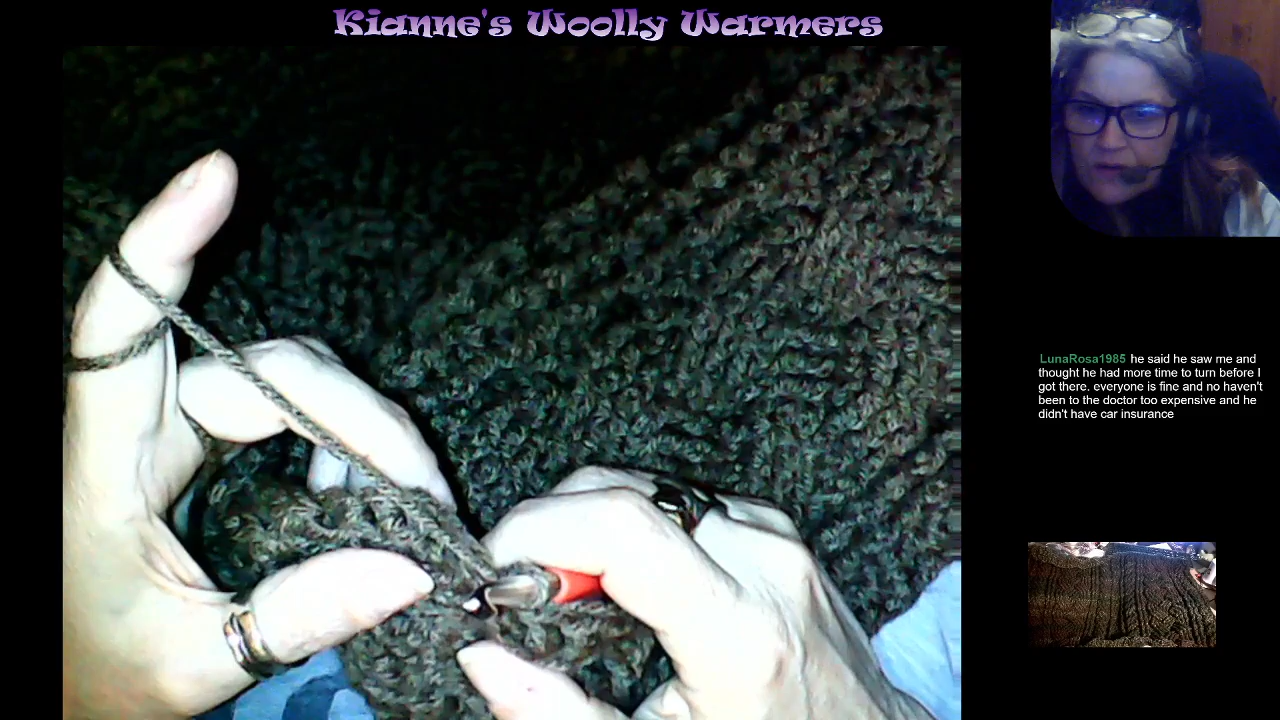 Kianne's Woolly Warmers
LunaRosa1985 he said he saw me and
thought he had more time to turn before I
got there. everyone is fine and no haven't
been to the doctor too expensive and he
didn't have car insurance